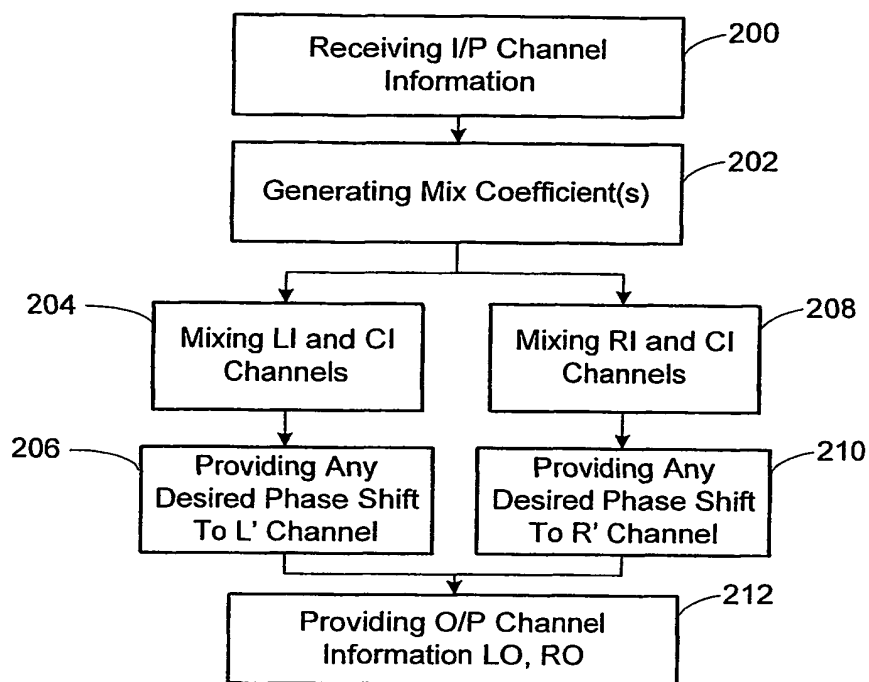 Receiving I/P Channel
Information
200
Generating Mix Coefficient(s)
202
204
Mixing LI and CI
Channels
Mixing RI and CI
Channels
208
206
Providing Any
Desired Phase Shift
To L' Channel
Providing Any
Desired Phase Shift
To R' Channel
210
Providing O/P Channel
Information LO, RO
212